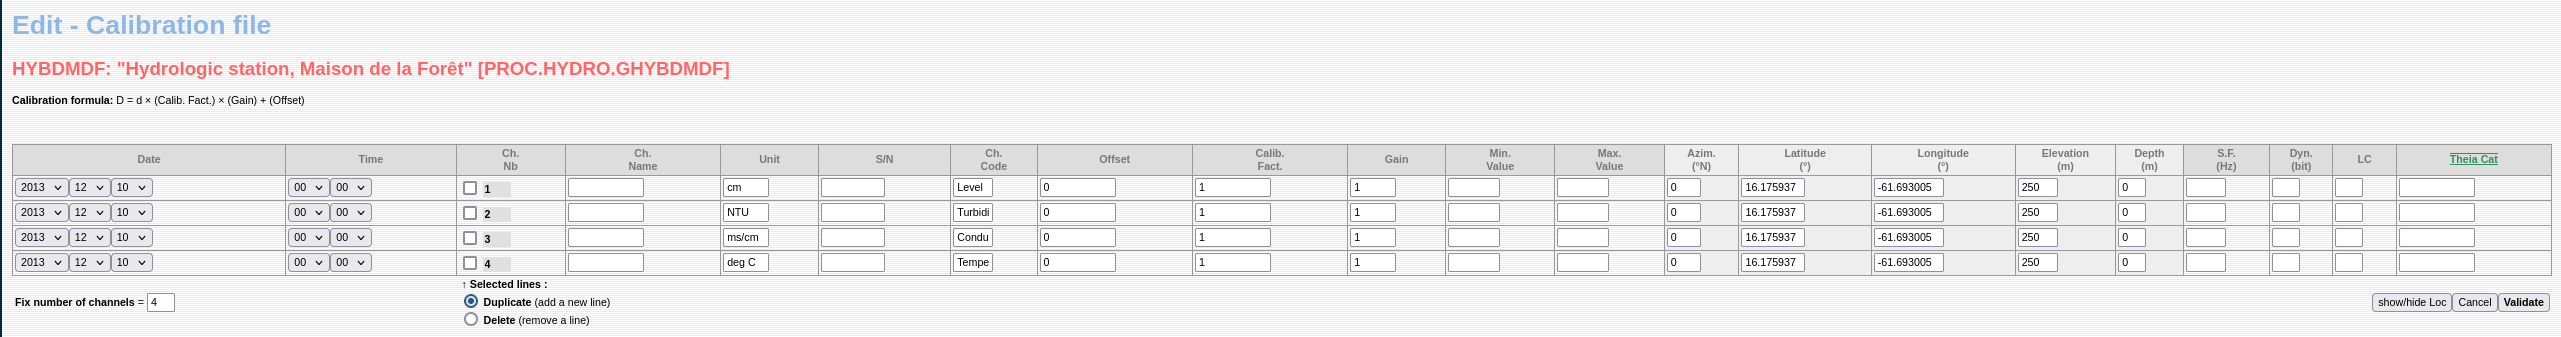 Edit - Calibration file
HYBDMDF: "Hydrologic station, Maison de la Forêt" [PROC.HYDRO.GHYBDMDF]
Calibration formula: D = d × (Calib. Fact.) × (Gain) + (Offset)
Date Time Ch. Nb Ch. Name Unit S/N Ch. Code Offset Calib. Fact. Gain Min. Value Max. Value Azim. (°N) Latitude (°) Longitude (°) Elevation (m) Depth (m) S.F. (Hz) Dyn. (bit) LC Theia Cat
2013 12 10 00 00 1 cm Level 0 1 1 0 16.175937 -61.693005 250 0
2013 12 10 00 00 2 NTU Turbidi 0 1 1 0 16.175937 -61.693005 250 0
2013 12 10 00 00 3 ms/cm Condu 0 1 1 0 16.175937 -61.693005 250 0
2013 12 10 00 00 4 deg C Tempe 0 1 1 0 16.175937 -61.693005 250 0
↑ Selected lines :
Fix number of channels = 4 Duplicate (add a new line) show/hide Loc Cancel Validate
Delete (remove a line)